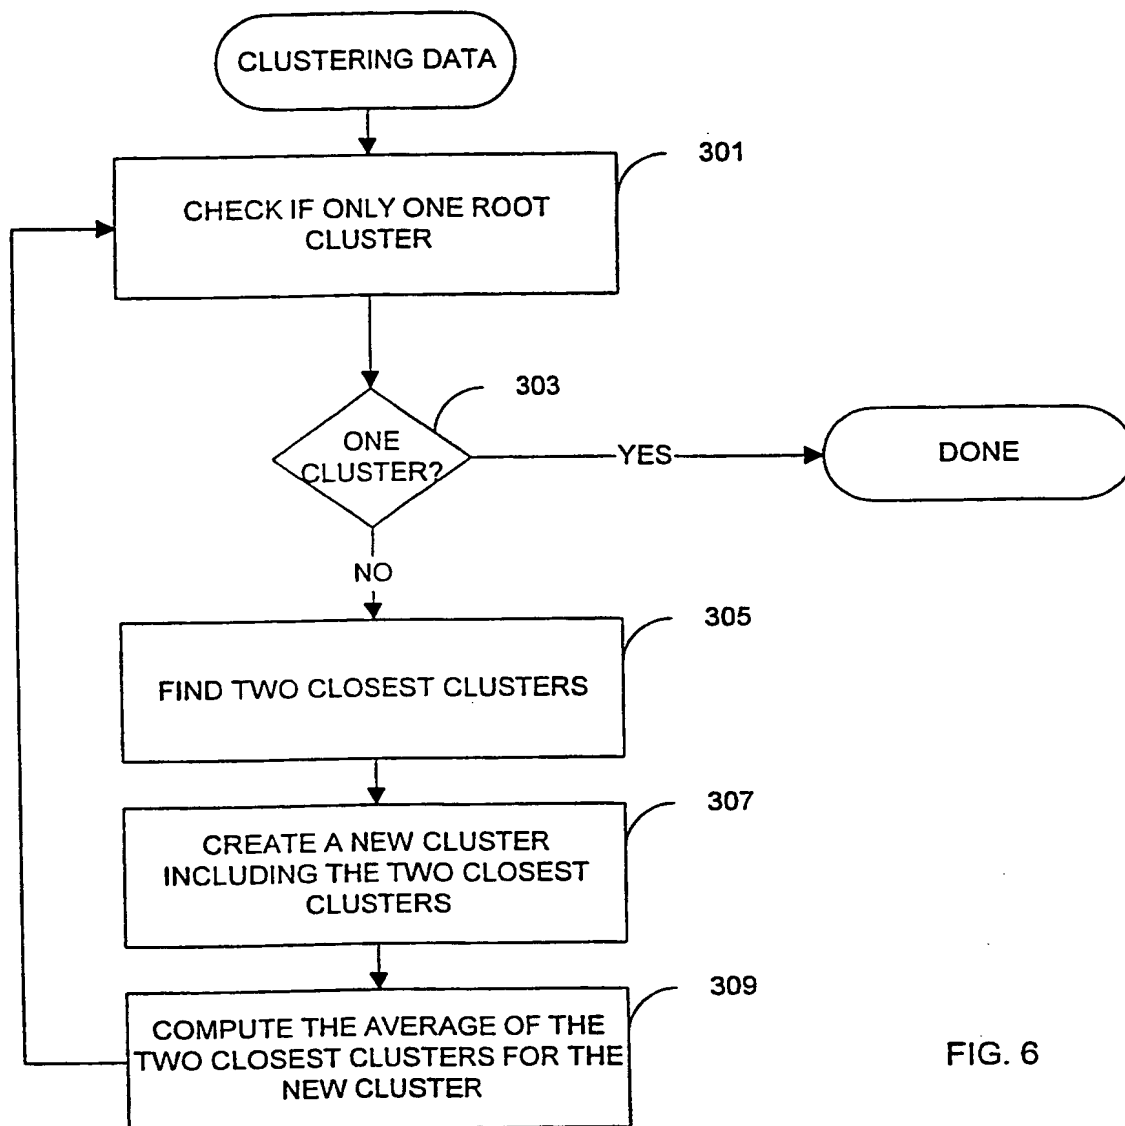 CLUSTERING DATA
301
CHECK IF ONLY ONE ROOT
CLUSTER
303
ONE
CLUSTER?
YES
DONE
NO
305
FIND TWO CLOSEST CLUSTERS
307
CREATE A NEW CLUSTER
INCLUDING THE TWO CLOSEST
CLUSTERS
309
COMPUTE THE AVERAGE OF THE
TWO CLOSEST CLUSTERS FOR THE
NEW CLUSTER
FIG. 6